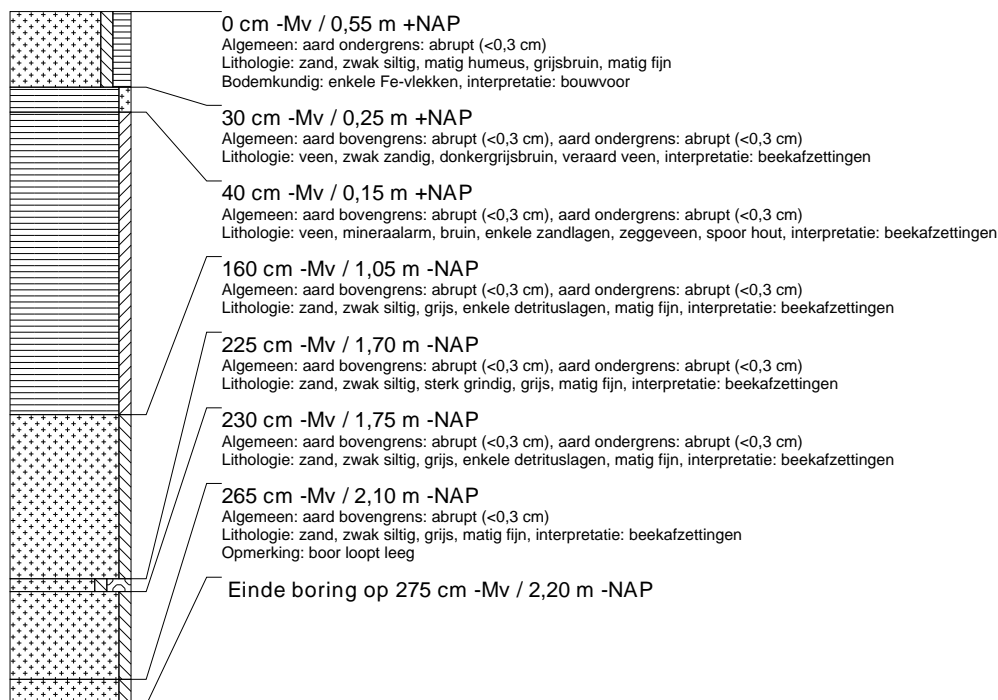 0 cm -Mv / 0,55 m +NAP
Algemeen: aard ondergrens: abrupt (<0,3 cm)
Lithologie: zand, zwak siltig, matig humeus, grijsbruin, matig fijn
Bodemkundig: enkele Fe-vlekken, interpretatie: bouwvoor
30 cm -Mv / 0,25 m +NAP
Algemeen: aard bovengrens: abrupt (<0,3 cm), aard ondergrens: abrupt (<0,3 cm)
Lithologie: veen, zwak zandig, donkergrijsbruin, veraard veen, interpretatie: beekafzettingen
40 cm -Mv / 0,15 m +NAP
Algemeen: aard bovengrens: abrupt (<0,3 cm), aard ondergrens: abrupt (<0,3 cm)
Lithologie: veen, mineraalarm, bruin, enkele zandlagen, zeggeveen, spoor hout, interpretatie: beekafzettingen
160 cm -Mv / 1,05 m -NAP
Algemeen: aard bovengrens: abrupt (<0,3 cm), aard ondergrens: abrupt (<0,3 cm)
Lithologie: zand, zwak siltig, grijs, enkele detrituslagen, matig fijn, interpretatie: beekafzettingen
225 cm -Mv / 1,70 m -NAP
Algemeen: aard bovengrens: abrupt (<0,3 cm), aard ondergrens: abrupt (<0,3 cm)
Lithologie: zand, zwak siltig, sterk grindig, grijs, matig fijn, interpretatie: beekafzettingen
230 cm -Mv / 1,75 m -NAP
Algemeen: aard bovengrens: abrupt (<0,3 cm), aard ondergrens: abrupt (<0,3 cm)
Lithologie: zand, zwak siltig, grijs, enkele detrituslagen, matig fijn, interpretatie: beekafzettingen
265 cm -Mv / 2,10 m -NAP
Algemeen: aard bovengrens: abrupt (<0,3 cm)
Lithologie: zand, zwak siltig, grijs, matig fijn, interpretatie: beekafzettingen
Opmerking: boor loopt leeg
Einde boring op 275 cm -Mv / 2,20 m -NAP